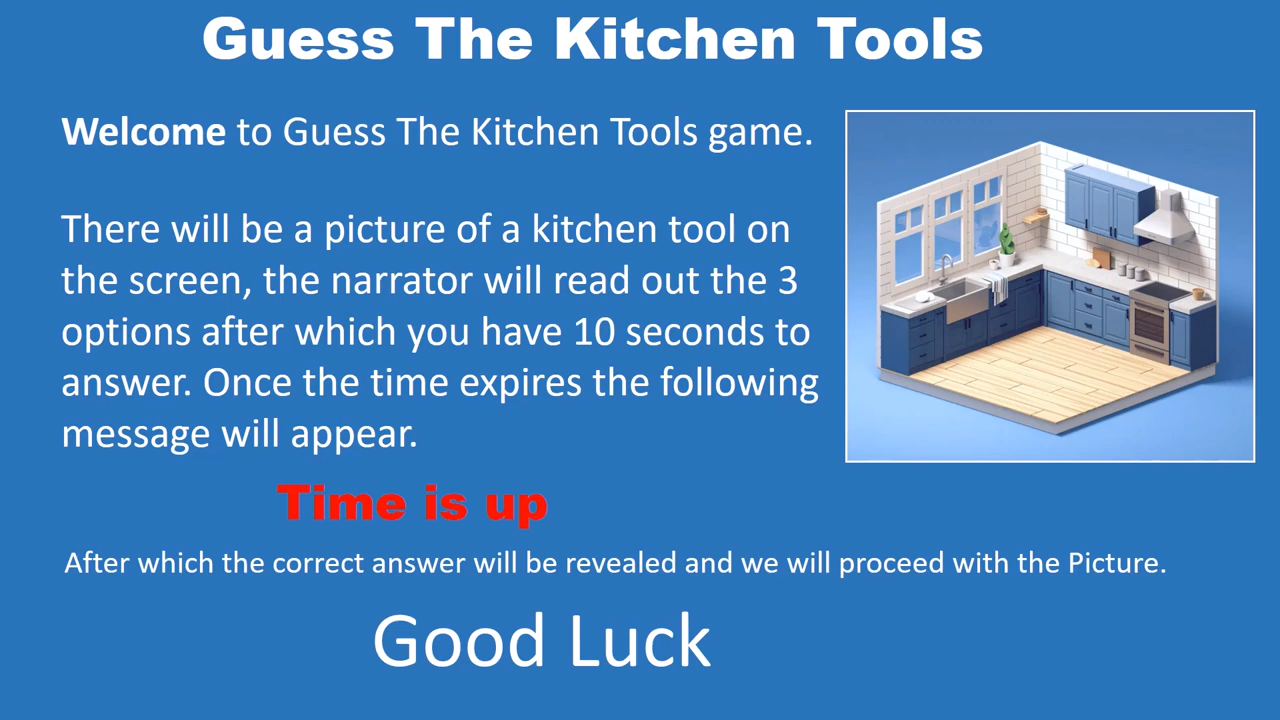 Guess The Kitchen Tools
Welcome to Guess The Kitchen Tools game.
There will be a picture of a kitchen tool on
the screen, the narrator will read out the 3
options after which you have 10 seconds to
answer. Once the time expires the following
message will appear.
Time is up
After which the correct answer will be revealed and we will proceed with the Picture.
Good Luck